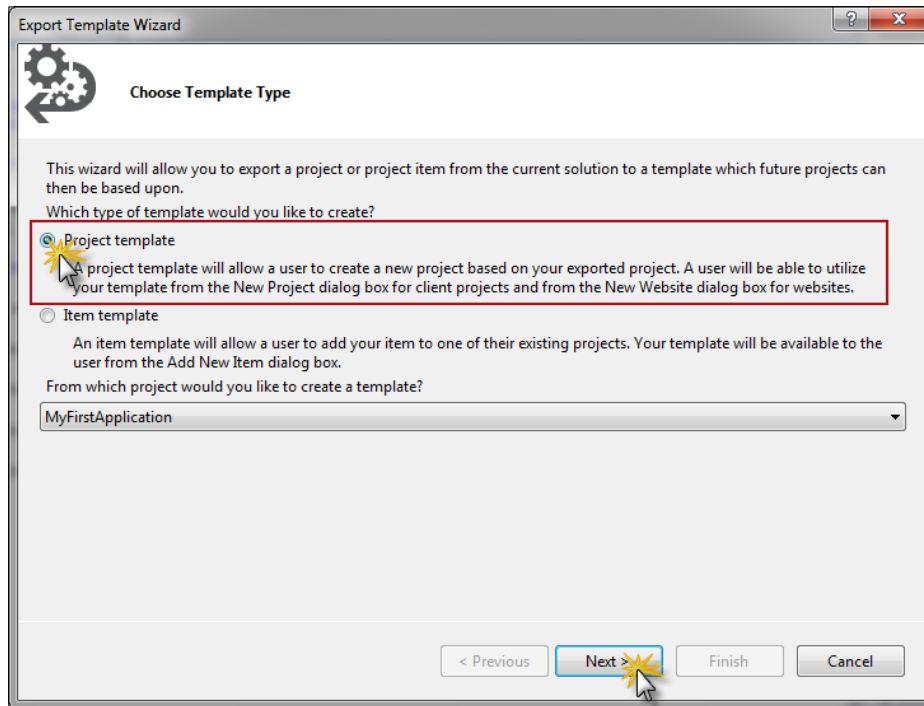 Export Template Wizard
Choose Template Type
This wizard will allow you to export a project or project item from the current solution to a template which future projects can
then be based upon.
Which type of template would you like to create?
Project template
A project template will allow a user to create a new project based on your exported project. A user will be able to utilize
your template from the New Project dialog box for client projects and from the New Website dialog box for websites.
Item template
An item template will allow a user to add your item to one of their existing projects. Your template will be available to the
user from the Add New Item dialog box.
From which project would you like to create a template?
MyFirstApplication
< Previous Next > Finish Cancel